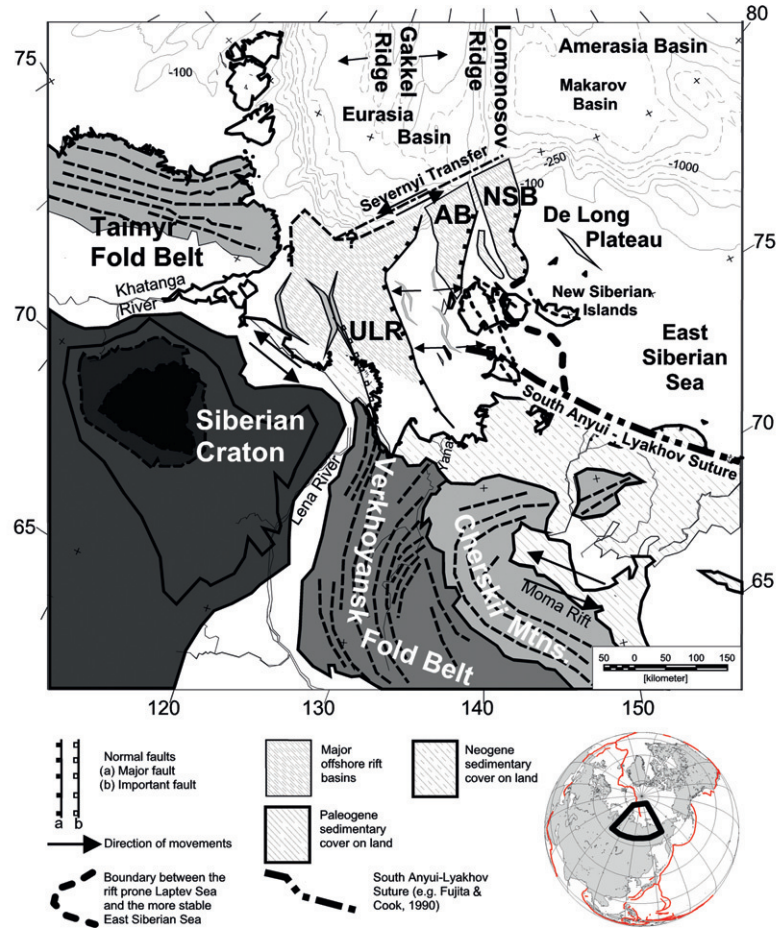 80
75
-100
Gakkel
Ridge
Lomonosov
Ridge
Amerasia Basin
Makarov
Basin
Eurasia
Basin
-250
-1000
-100
Severnyi Transfer
?
NSB
AB
De Long
Plateau
75
Taimyr
Fold Belt
Khatanga
River
New Siberian
Islands
70
ULR
East
Siberian
Sea
Siberian
Craton
South Anyui - Lyakhov Suture
70
Lena River
Yana
Verkhoyansk
Fold Belt
Cherskij Mtns.
65
Moma Rift
65
50 0 50 100 150
[kilometer]
120
130
140
150
Normal faults
(a) Major fault
(b) Important fault
a b
Major
offshore rift
basins
Neogene
sedimentary
cover on land
Direction of movements
Paleogene
sedimentary
cover on land
Boundary between the
rift prone Laptev Sea
and the more stable
East Siberian Sea
South Anyui-Lyakhov
Suture (e.g. Fujita &
Cook, 1990)